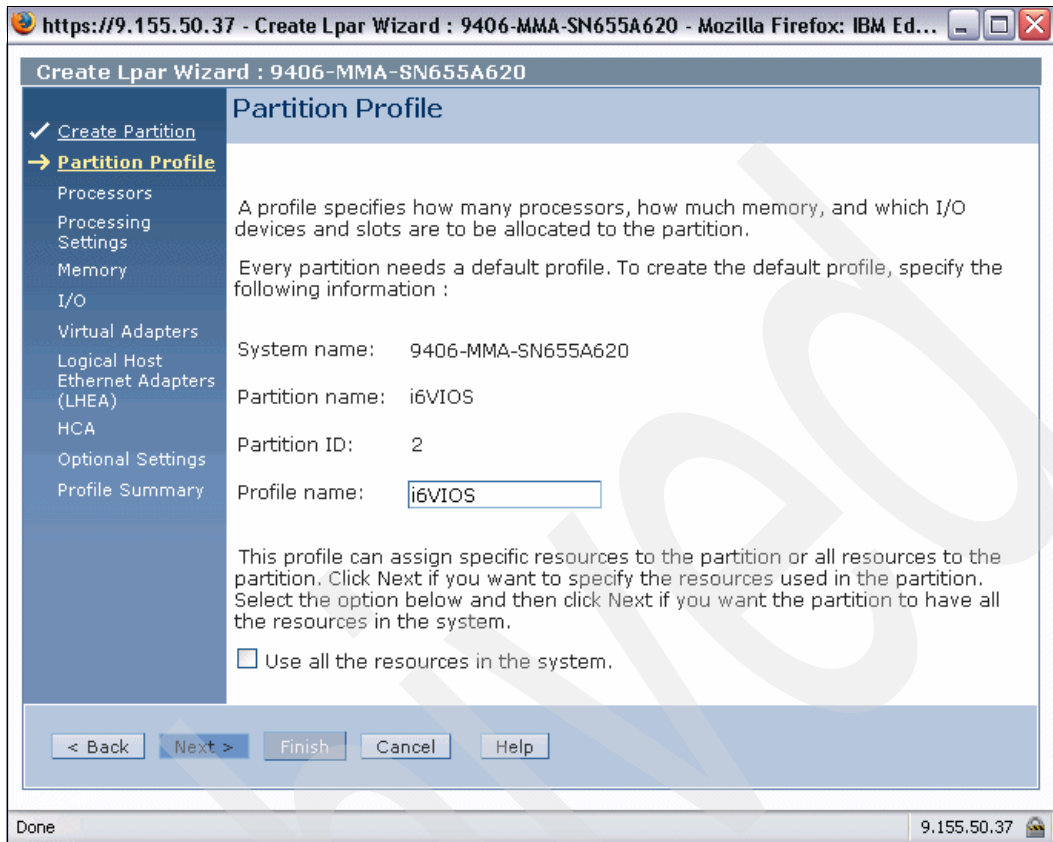 https://9.155.50.37 - Create Lpar Wizard : 9406-MMA-SN655A620 - Mozilla Firefox: IBM Ed...
Create Lpar Wizard : 9406-MMA-SN655A620
Create Partition
Partition Profile
Processors
Processing
Settings
Memory
I/O
Virtual Adapters
Logical Host
Ethernet Adapters
(LHEA)
HCA
Optional Settings
Profile Summary
Partition Profile
A profile specifies how many processors, how much memory, and which I/O
devices and slots are to be allocated to the partition.
Every partition needs a default profile. To create the default profile, specify the
following information :
System name: 9406-MMA-SN655A620
Partition name: i6VIOS
Partition ID: 2
Profile name: i6VIOS
This profile can assign specific resources to the partition or all resources to the
partition. Click Next if you want to specify the resources used in the partition.
Select the option below and then click Next if you want the partition to have all
the resources in the system.
Use all the resources in the system.
< Back Next > Finish Cancel Help
Done 9.155.50.37